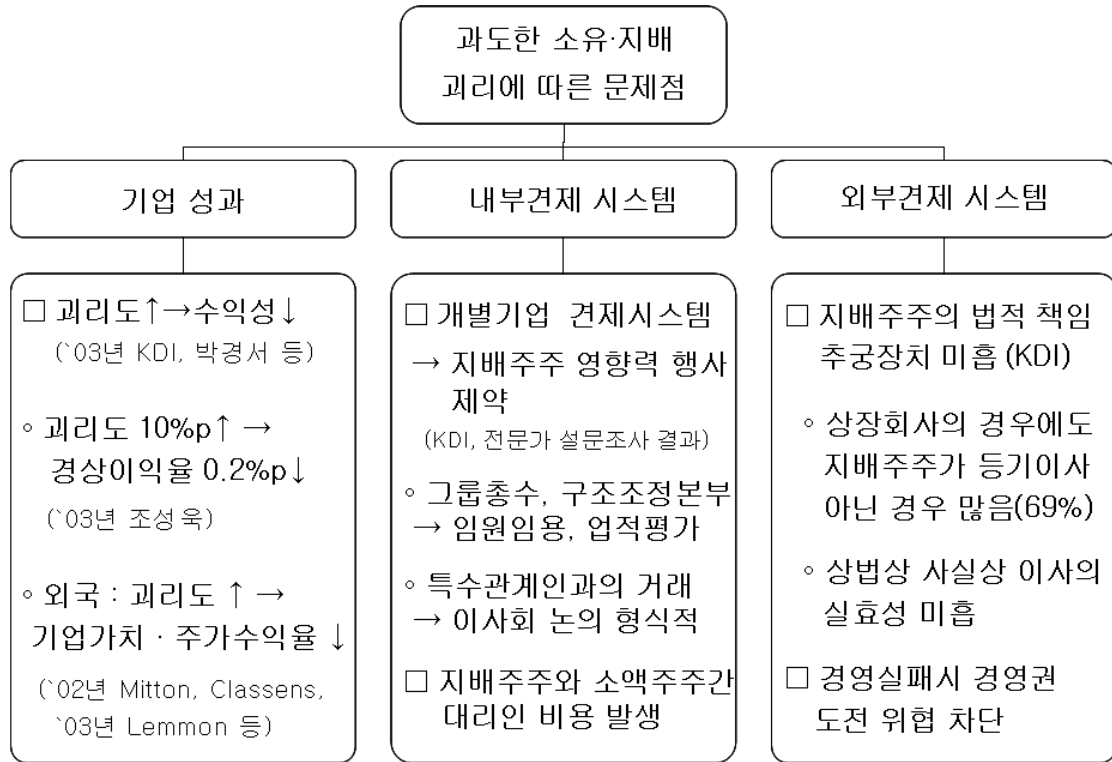 과도한 소유·지배
괴리에 따른 문제점
기업 성과
□ 괴리도↑→수익성↓
(`03년 KDI, 박경서 등)
◦ 괴리도 10%p↑ →
경상이익율 0.2%p↓
(`03년 조성욱)
◦ 외국 : 괴리도 ↑ →
기업가치 · 주가수익율 ↓
(`02년 Mitton, Classens,
`03년 Lemmon 등)
내부견제 시스템
□ 개별기업 견제시스템
→ 지배주주 영향력 행사
제약
(KDI, 전문가 설문조사 결과)
◦ 그룹총수, 구조조정본부
→ 임원임용, 업적평가
◦ 특수관계인과의 거래
→ 이사회 논의 형식적
□ 지배주주와 소액주주간
대리인 비용 발생
외부견제 시스템
□ 지배주주의 법적 책임
추궁장치 미흡 (KDI)
◦ 상장회사의 경우에도
지배주주가 등기이사
아닌 경우 많음(69%)
◦ 상법상 사실상 이사의
실효성 미흡
□ 경영실패시 경영권
도전 위협 차단